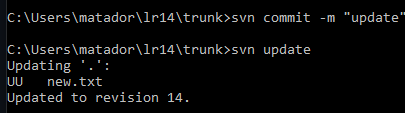 C:\Users\matador\lr14\trunk>svn commit -m "update"
C:\Users\matador\lr14\trunk>svn update
Updating '.':
UU   new.txt
Updated to revision 14.